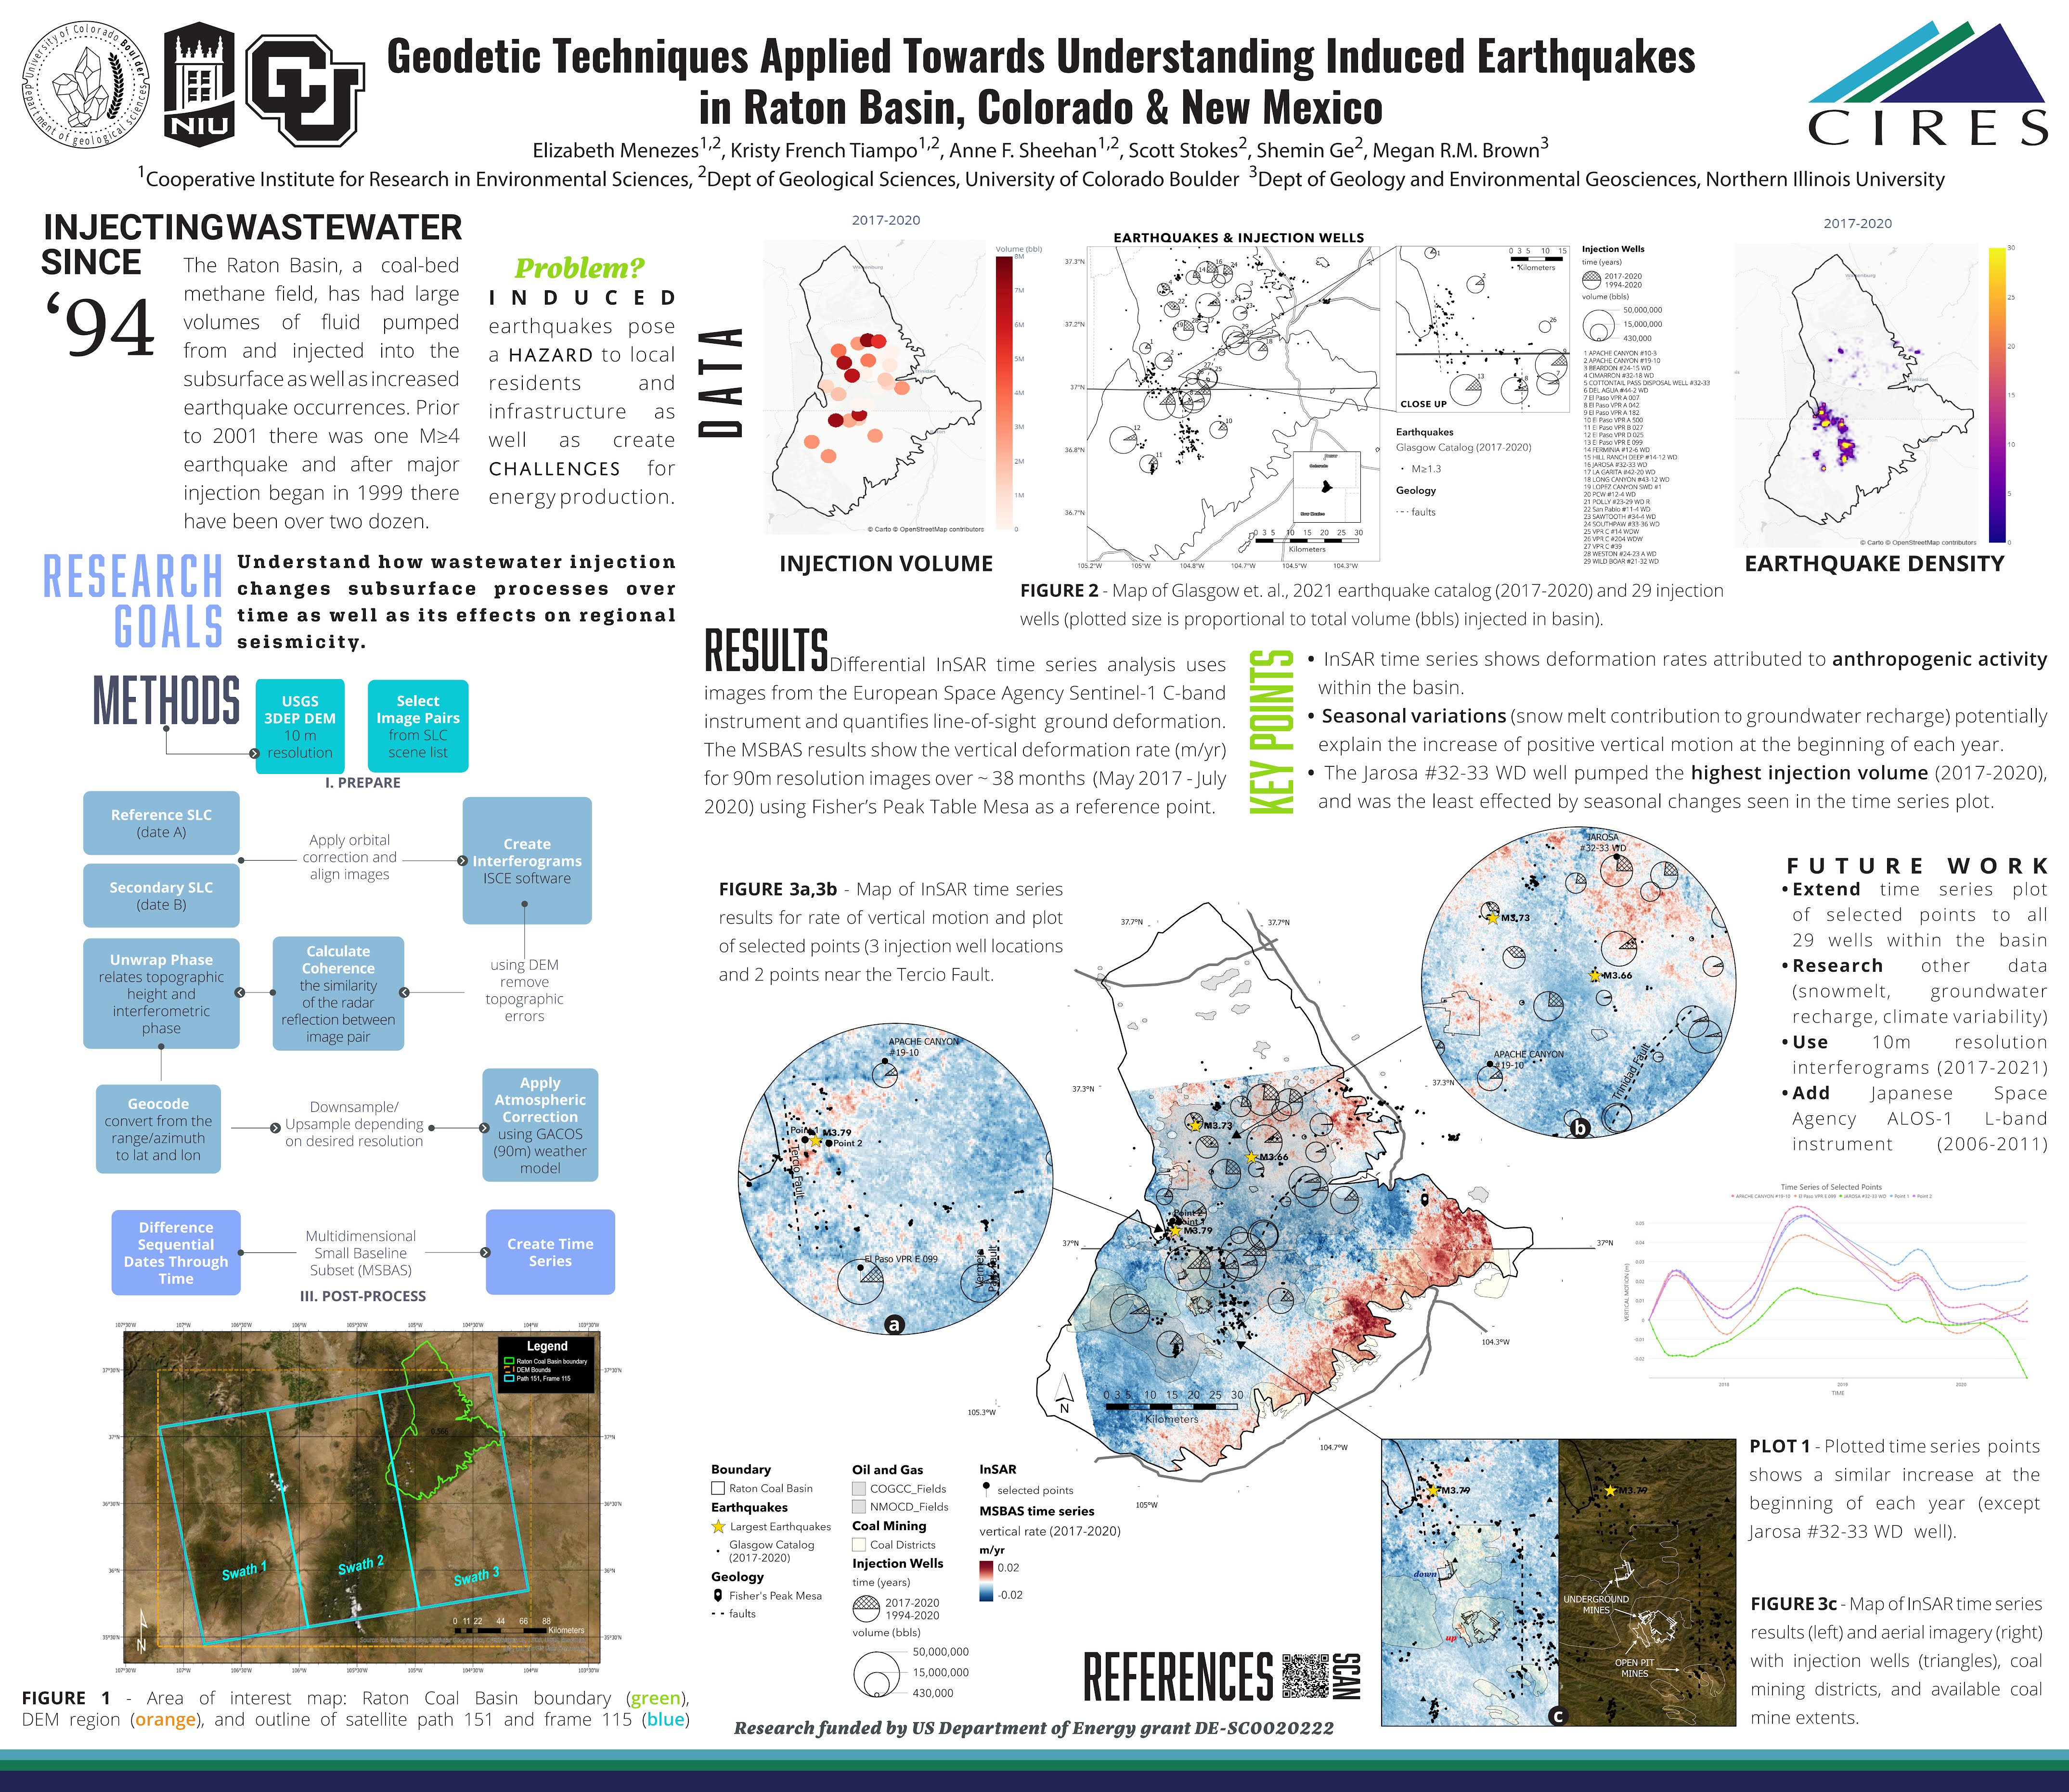 University of Colorado Boulder
department of geological sciences
NIU
CU
Geodetic Techniques Applied Towards Understanding Induced Earthquakes
in Raton Basin, Colorado & New Mexico
Elizabeth Menezes1,2, Kristy French Tiampo1,2, Anne F. Sheehan1,2, Scott Stokes2, Shemin Ge2, Megan R.M. Brown3
1Cooperative Institute for Research in Environmental Sciences, 2Dept of Geological Sciences, University of Colorado Boulder 3Dept of Geology and Environmental Geosciences, Northern Illinois University
CIRES
INJECTING WASTEWATER
SINCE
‘94
The Raton Basin, a coal-bed
methane field, has had large
volumes of fluid pumped
from and injected into the
subsurface as well as increased
earthquake occurrences. Prior
to 2001 there was one M≥4
earthquake and after major
injection began in 1999 there
have been over two dozen.
Problem?
INDUCED
earthquakes pose
a HAZARD to local
residents and
infrastructure as
well as create
CHALLENGES for
energy production.
RESEARCH
GOALS
Understand how wastewater injection
changes subsurface processes over
time as well as its effects on regional
seismicity.
DATA
2017-2020
Volume (bbl)
8M
7M
6M
5M
4M
3M
2M
1M
0
© Carto © OpenStreetMap contributors
INJECTION VOLUME
EARTHQUAKES & INJECTION WELLS
37.3°N
37.2°N
37°N
36.8°N
36.7°N
105.2°W 105°W 104.8°W 104.7°W 104.5°W 104.3°W
0 3 5 10 15 20 25 30
Kilometers
0 3 5 10 15
Kilometers
CLOSE UP
Earthquakes
Glasgow Catalog (2017-2020)
M≥1.3
Geology
faults
Injection Wells
time (years)
2017-2020
1994-2020
volume (bbls)
50,000,000
15,000,000
430,000
1 APACHE CANYON #10-3
2 APACHE CANYON #19-10
3 BEARDON #24-15 WD
4 CIMARRON #32-18 WD
5 COTTONTAIL PASS DISPOSAL WELL #32-33
6 DEL AGUA #44-2 WD
7 El Paso VPR A 007
8 El Paso VPR A 042
9 El Paso VPR A 182
10 El Paso VPR A 500
11 El Paso VPR B 027
12 El Paso VPR D 025
13 El Paso VPR E 099
14 FERMINIA #12-6 WD
15 HILL RANCH DEEP #14-12 WD
16 JAROSA #32-33 WD
17 LA GARITA #42-20 WD
18 LONG CANYON #43-12 WD
19 LOPEZ CANYON SWD #1
20 PCW #12-4 WD
21 POLLY #23-29 WD R
22 San Pablo #11-4 WD
23 SAWTOOTH #34-4 WD
24 SOUTHPAW #33-36 WD
25 VPR C #14 WDW
26 VPR C #204 WDW
27 VPR C #39
28 WESTON #24-23 A WD
29 WILD BOAR #21-32 WD
2017-2020
30
25
20
15
10
5
0
© Carto © OpenStreetMap contributors
EARTHQUAKE DENSITY
FIGURE 2 - Map of Glasgow et. al., 2021 earthquake catalog (2017-2020) and 29 injection
wells (plotted size is proportional to total volume (bbls) injected in basin).
METHODS
USGS
3DEP DEM
10 m
resolution
Select
Image Pairs
from SLC
scene list
I. PREPARE
Reference SLC
(date A)
Secondary SLC
(date B)
Apply orbital
correction and
align images
Create
Interferograms
ISCE software
using DEM
remove
topographic
errors
Calculate
Coherence
the similarity
of the radar
reflection between
image pair
Unwrap Phase
relates topographic
height and
interferometric
phase
Geocode
convert from the
range/azimuth
to lat and lon
Downsample/
Upsample depending
on desired resolution
Apply
Atmospheric
Correction
using GACOS
(90m) weather
model
Difference
Sequential
Dates Through
Time
Multidimensional
Small Baseline
Subset (MSBAS)
Create Time
Series
III. POST-PROCESS
107°30'W 107°W 106°30'W 106°W 105°30'W 105°W 104°30'W 104°W 103°30'W
37°30'N
37°N
36°30'N
36°N
35°30'N
Legend
Raton Coal Basin boundary
DEM Bounds
Path 151, Frame 115
Swath 1
Swath 2
Swath 3
0 11 22 44 66 88
Kilometers
N
107°30'W 107°W 106°30'W 106°W 105°30'W 105°W 104°30'W 104°W 103°30'W
FIGURE 1 - Area of interest map: Raton Coal Basin boundary (green),
DEM region (orange), and outline of satellite path 151 and frame 115 (blue)
RESULTS
Differential InSAR time series analysis uses
images from the European Space Agency Sentinel-1 C-band
instrument and quantifies line-of-sight ground deformation.
The MSBAS results show the vertical deformation rate (m/yr)
for 90m resolution images over ~ 38 months (May 2017 - July
2020) using Fisher’s Peak Table Mesa as a reference point.
KEY POINTS
• InSAR time series shows deformation rates attributed to anthropogenic activity
within the basin.
• Seasonal variations (snow melt contribution to groundwater recharge) potentially
explain the increase of positive vertical motion at the beginning of each year.
• The Jarosa #32-33 WD well pumped the highest injection volume (2017-2020),
and was the least effected by seasonal changes seen in the time series plot.
FIGURE 3a,3b - Map of InSAR time series
results for rate of vertical motion and plot
of selected points (3 injection well locations
and 2 points near the Tercio Fault.
APACHE CANYON
#19-10
Point 1
M3.79
Point 2
Tercio Fault
El Paso VPR E 099
Vermejo
Park Fault
a
JAROSA
#32-33 WD
M3.73
M3.66
APACHE CANYON
#19-10
Trinidad Fault
b
37.7°N
37.7°N
37.3°N
37.3°N
M3.73
M3.66
Point 2
Point 1
M3.79
37°N
37°N
104.3°W
104.7°W
105°W
105.3°W
N
0 3 5 10 15 20 25 30
Kilometers
Boundary
Raton Coal Basin
Earthquakes
Largest Earthquakes
Glasgow Catalog
(2017-2020)
Geology
Fisher's Peak Mesa
faults
Oil and Gas
COGCC_Fields
NMOCD_Fields
Coal Mining
Coal Districts
Injection Wells
time (years)
2017-2020
1994-2020
volume (bbls)
50,000,000
15,000,000
430,000
InSAR
selected points
MSBAS time series
vertical rate (2017-2020)
m/yr
0.02
-0.02
FUTURE WORK
• Extend time series plot
of selected points to all
29 wells within the basin
• Research other data
(snowmelt, groundwater
recharge, climate variability)
• Use 10m resolution
interferograms (2017-2021)
• Add Japanese Space
Agency ALOS-1 L-band
instrument (2006-2011)
Time Series of Selected Points
APACHE CANYON #19-10 El Paso VPR E 099 JAROSA #32-33 WD Point 1 Point 2
VERTICAL MOTION (m)
0.05
0.04
0.03
0.02
0.01
0
-0.01
-0.02
2018 2019 2020
TIME
PLOT 1 - Plotted time series points
shows a similar increase at the
beginning of each year (except
Jarosa #32-33 WD well).
M3.79
M3.79
down
up
UNDERGROUND
MINES
OPEN PIT
MINES
c
FIGURE 3c - Map of InSAR time series
results (left) and aerial imagery (right)
with injection wells (triangles), coal
mining districts, and available coal
mine extents.
REFERENCES
SCAN
Research funded by US Department of Energy grant DE-SC0020222